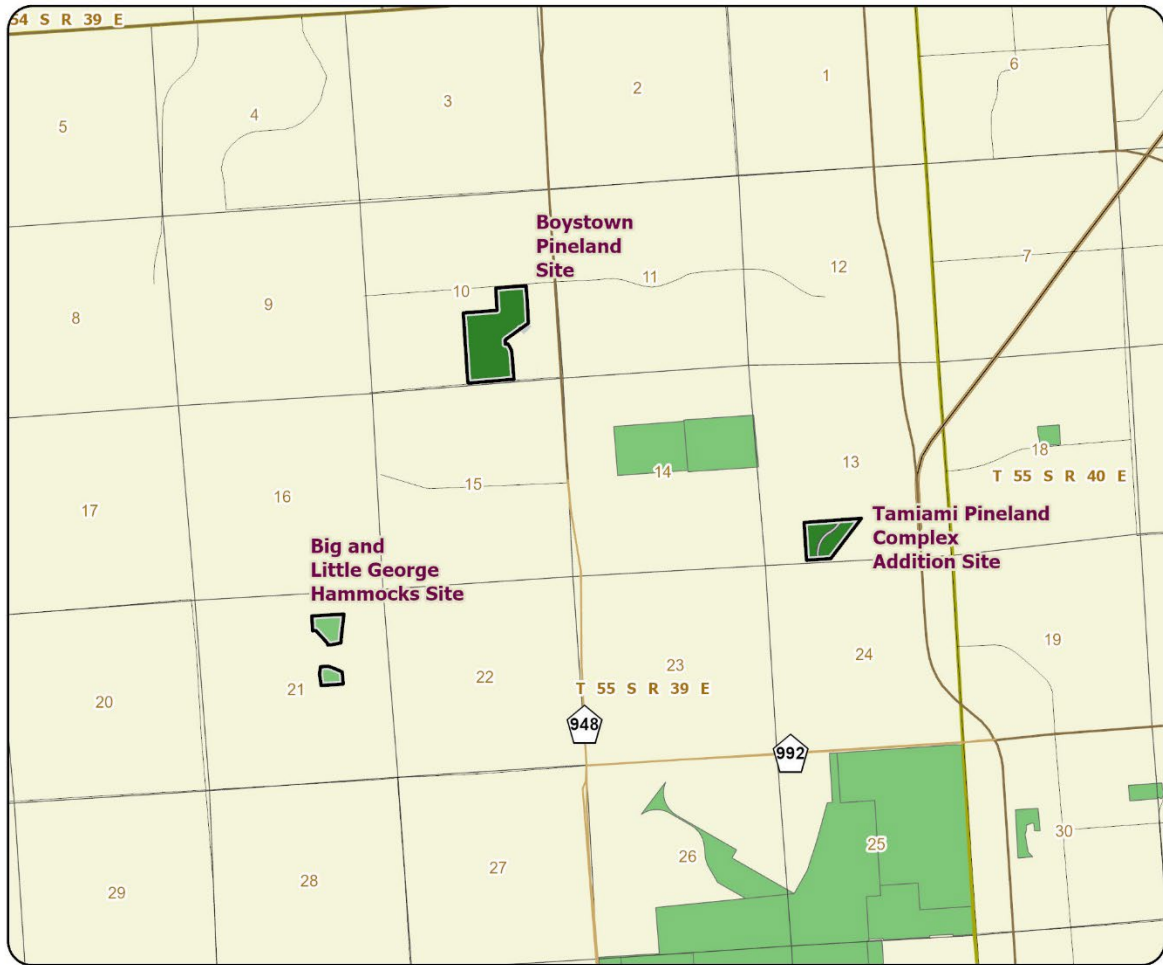 54 S R 39 E
5
4
3
2
1
6
Boystown
Pineland
Site
8
9
10
11
12
7
17
16
15
14
13
18
T 55 S R 40 E
Tamiami Pineland
Complex
Addition Site
Big and
Little George
Hammocks Site
20
21
22
23
24
19
T 55 S R 39 E
948
992
29
28
27
26
25
30